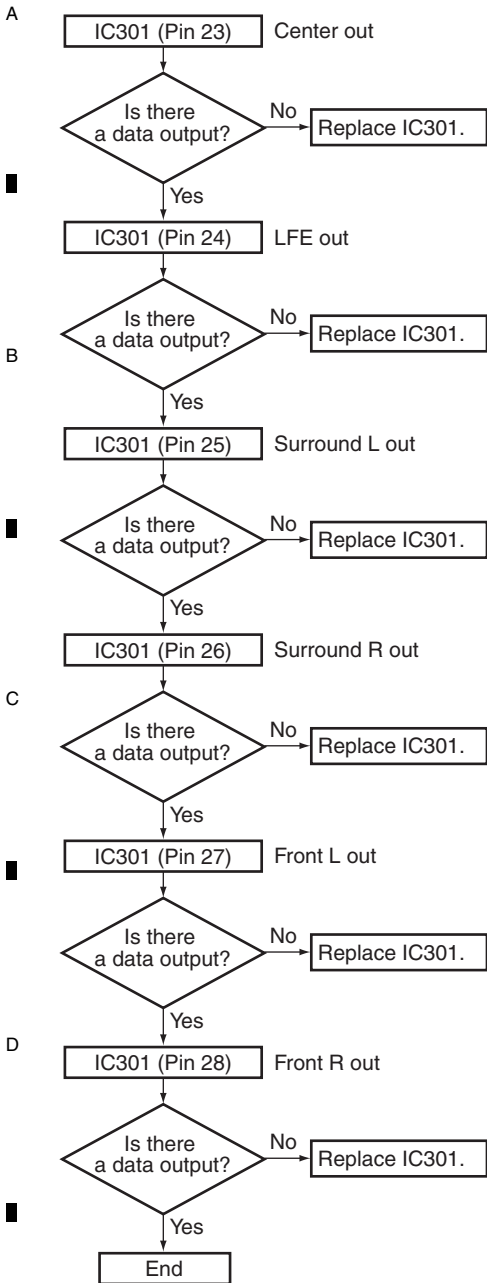 A
IC301 (Pin 23) Center out
Is there
a data output?
No
Replace IC301.
Yes
IC301 (Pin 24) LFE out
Is there
a data output?
No
Replace IC301.
B
Yes
IC301 (Pin 25) Surround L out
Is there
a data output?
No
Replace IC301.
Yes
IC301 (Pin 26) Surround R out
C
Is there
a data output?
No
Replace IC301.
Yes
IC301 (Pin 27) Front L out
Is there
a data output?
No
Replace IC301.
Yes
D
IC301 (Pin 28) Front R out
Is there
a data output?
No
Replace IC301.
Yes
End